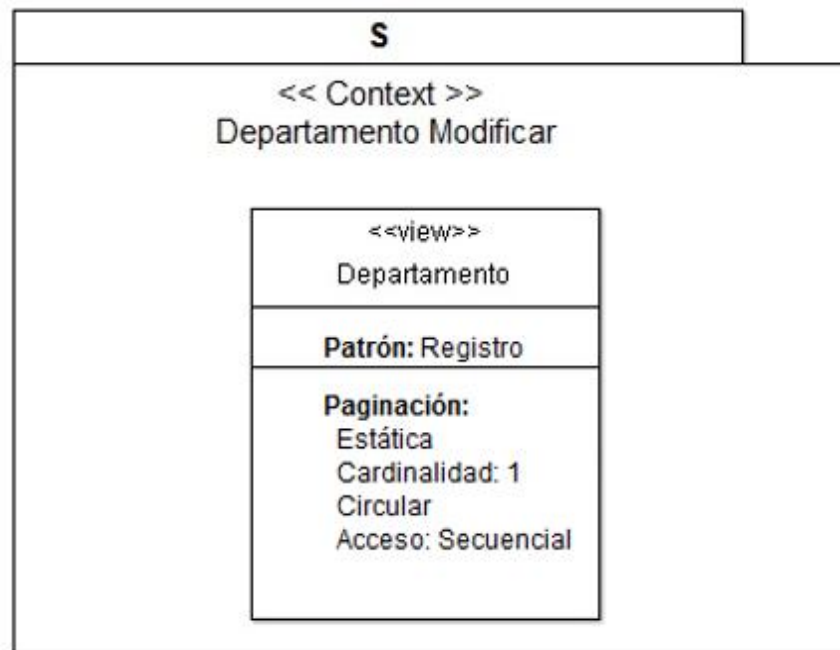 S
<< Context >>
Departamento Modificar
<<view>>
Departamento
Patrón: Registro
Paginación:
Estática
Cardinalidad: 1
Circular
Acceso: Secuencial